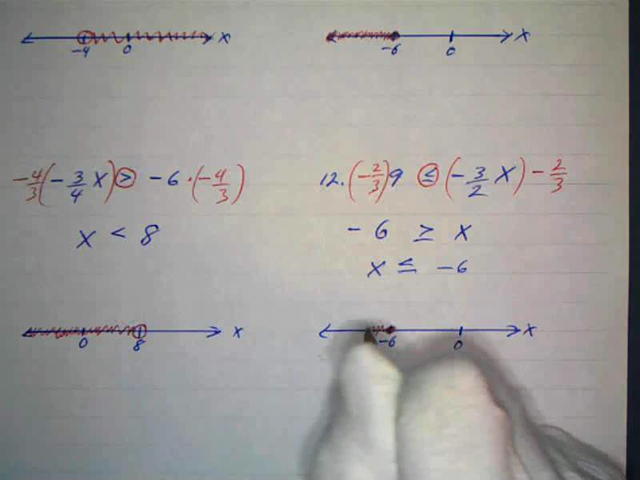 -4 0 x
-6 0 x
-4/3(-3/4 x) > -6 · (-4/3)
x < 8
0 8 x
12. (-2/3)9 ≤ (-3/2 x) -2/3
-6 ≥ x
x ≤ -6
-6 0 x